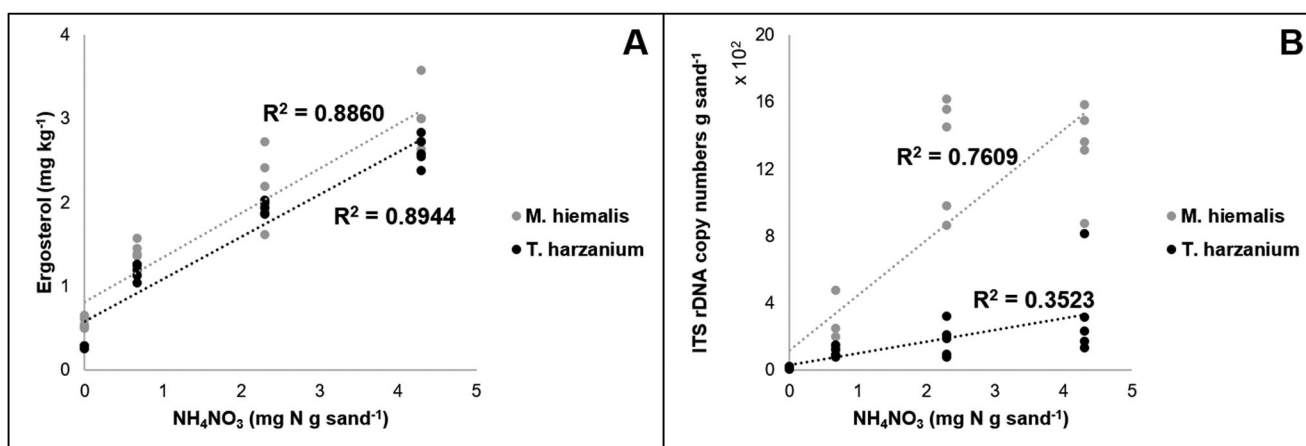 A
Ergosterol (mg kg⁻¹)
4
3
2
1
0
0 1 2 3 4 5
NH₄NO₃ (mg N g sand⁻¹)
R² = 0.8860
R² = 0.8944
M. hiemalis
T. harzanium
B
ITS rDNA copy numbers g sand⁻¹
x 10²
20
16
12
8
4
0
0 1 2 3 4 5
NH₄NO₃ (mg N g sand⁻¹)
R² = 0.7609
R² = 0.3523
M. hiemalis
T. harzanium